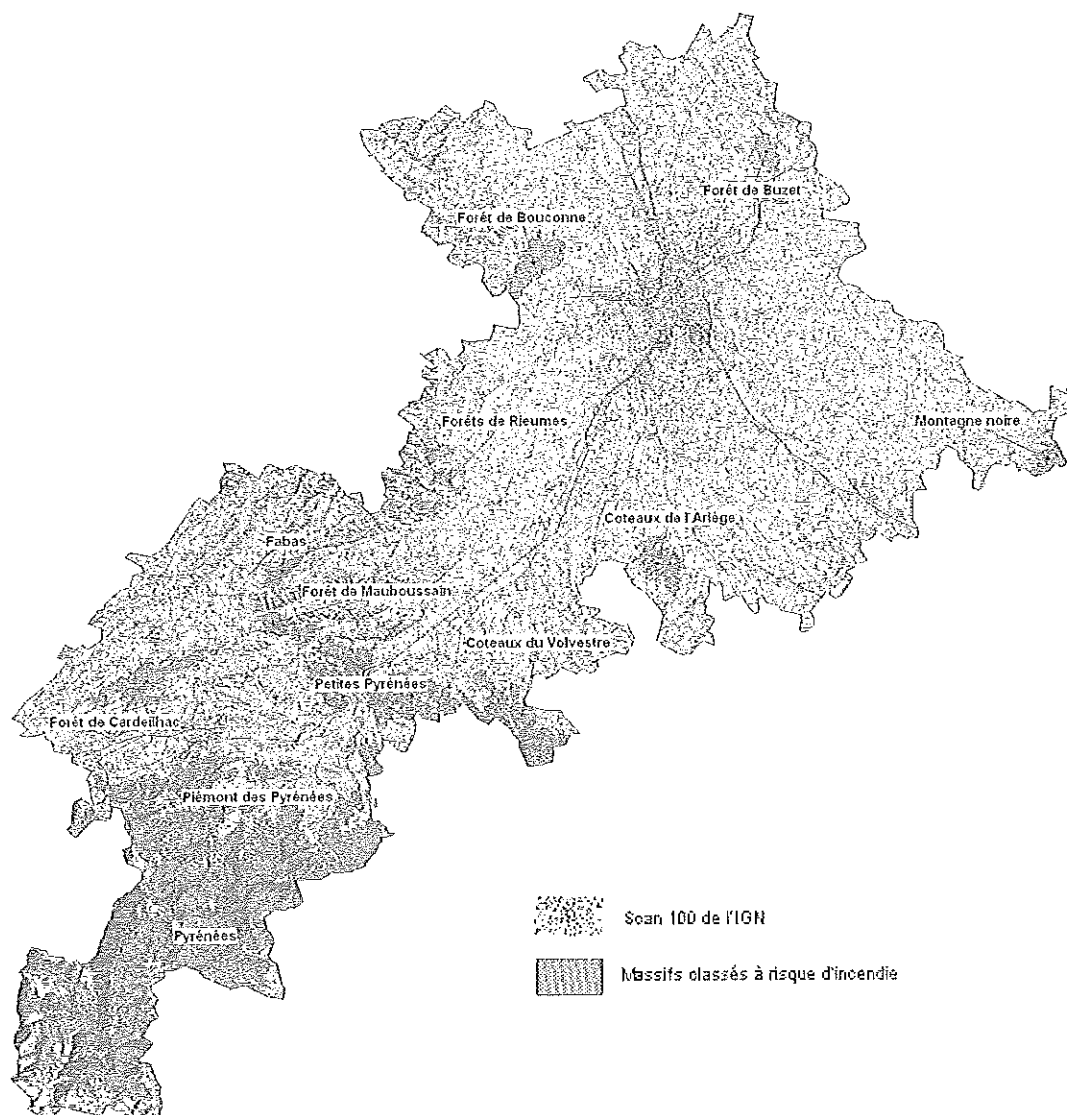 Forêt de Buzet
Forêt de Bouconne
Forêts de Rieumes
Montagne noire
Coteaux de l'Ariège
Fabas
Forêt de Mauboussain
Coteaux du Volvestre
Petites Pyrénées
Forêt de Cardeilhac
Piémont des Pyrénées
Pyrénées
Scan 100 de l'IGN
Massifs classés à risque d'incendie